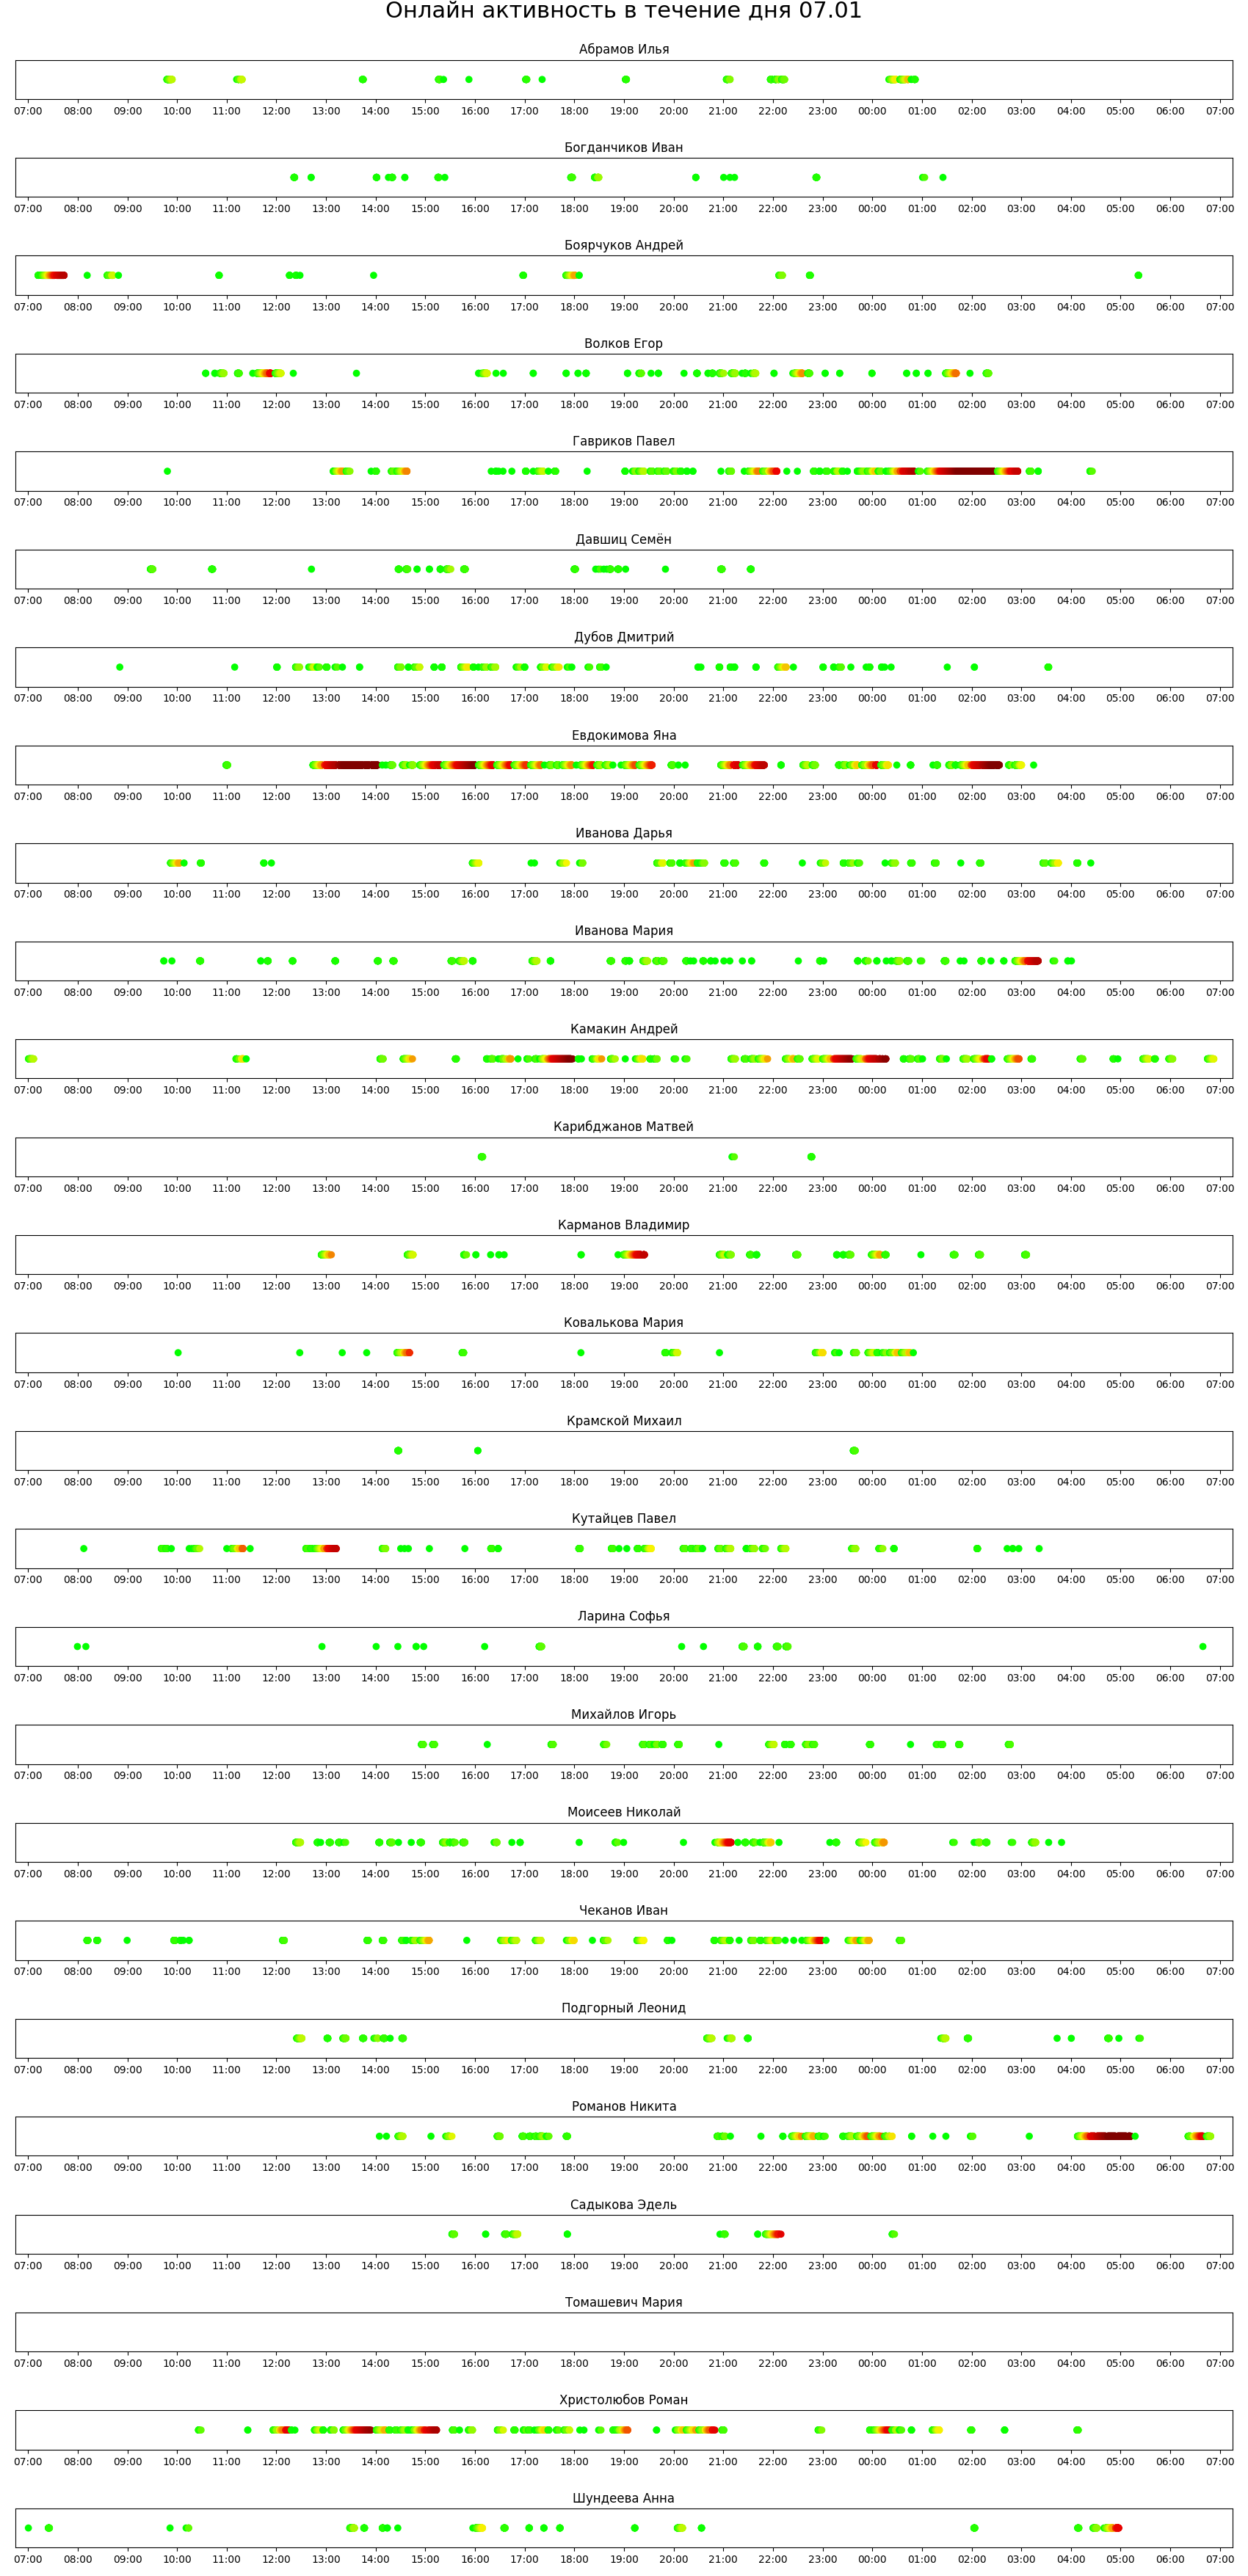 Онлайн активность в течение дня 07.01
Абрамов Илья
07:00 08:00 09:00 10:00 11:00 12:00 13:00 14:00 15:00 16:00 17:00 18:00 19:00 20:00 21:00 22:00 23:00 00:00 01:00 02:00 03:00 04:00 05:00 06:00 07:00
Богданчиков Иван
07:00 08:00 09:00 10:00 11:00 12:00 13:00 14:00 15:00 16:00 17:00 18:00 19:00 20:00 21:00 22:00 23:00 00:00 01:00 02:00 03:00 04:00 05:00 06:00 07:00
Боярчуков Андрей
07:00 08:00 09:00 10:00 11:00 12:00 13:00 14:00 15:00 16:00 17:00 18:00 19:00 20:00 21:00 22:00 23:00 00:00 01:00 02:00 03:00 04:00 05:00 06:00 07:00
Волков Егор
07:00 08:00 09:00 10:00 11:00 12:00 13:00 14:00 15:00 16:00 17:00 18:00 19:00 20:00 21:00 22:00 23:00 00:00 01:00 02:00 03:00 04:00 05:00 06:00 07:00
Гавриков Павел
07:00 08:00 09:00 10:00 11:00 12:00 13:00 14:00 15:00 16:00 17:00 18:00 19:00 20:00 21:00 22:00 23:00 00:00 01:00 02:00 03:00 04:00 05:00 06:00 07:00
Давшиц Семён
07:00 08:00 09:00 10:00 11:00 12:00 13:00 14:00 15:00 16:00 17:00 18:00 19:00 20:00 21:00 22:00 23:00 00:00 01:00 02:00 03:00 04:00 05:00 06:00 07:00
Дубов Дмитрий
07:00 08:00 09:00 10:00 11:00 12:00 13:00 14:00 15:00 16:00 17:00 18:00 19:00 20:00 21:00 22:00 23:00 00:00 01:00 02:00 03:00 04:00 05:00 06:00 07:00
Евдокимова Яна
07:00 08:00 09:00 10:00 11:00 12:00 13:00 14:00 15:00 16:00 17:00 18:00 19:00 20:00 21:00 22:00 23:00 00:00 01:00 02:00 03:00 04:00 05:00 06:00 07:00
Иванова Дарья
07:00 08:00 09:00 10:00 11:00 12:00 13:00 14:00 15:00 16:00 17:00 18:00 19:00 20:00 21:00 22:00 23:00 00:00 01:00 02:00 03:00 04:00 05:00 06:00 07:00
Иванова Мария
07:00 08:00 09:00 10:00 11:00 12:00 13:00 14:00 15:00 16:00 17:00 18:00 19:00 20:00 21:00 22:00 23:00 00:00 01:00 02:00 03:00 04:00 05:00 06:00 07:00
Камакин Андрей
07:00 08:00 09:00 10:00 11:00 12:00 13:00 14:00 15:00 16:00 17:00 18:00 19:00 20:00 21:00 22:00 23:00 00:00 01:00 02:00 03:00 04:00 05:00 06:00 07:00
Карибджанов Матвей
07:00 08:00 09:00 10:00 11:00 12:00 13:00 14:00 15:00 16:00 17:00 18:00 19:00 20:00 21:00 22:00 23:00 00:00 01:00 02:00 03:00 04:00 05:00 06:00 07:00
Карманов Владимир
07:00 08:00 09:00 10:00 11:00 12:00 13:00 14:00 15:00 16:00 17:00 18:00 19:00 20:00 21:00 22:00 23:00 00:00 01:00 02:00 03:00 04:00 05:00 06:00 07:00
Ковалькова Мария
07:00 08:00 09:00 10:00 11:00 12:00 13:00 14:00 15:00 16:00 17:00 18:00 19:00 20:00 21:00 22:00 23:00 00:00 01:00 02:00 03:00 04:00 05:00 06:00 07:00
Крамской Михаил
07:00 08:00 09:00 10:00 11:00 12:00 13:00 14:00 15:00 16:00 17:00 18:00 19:00 20:00 21:00 22:00 23:00 00:00 01:00 02:00 03:00 04:00 05:00 06:00 07:00
Кутайцев Павел
07:00 08:00 09:00 10:00 11:00 12:00 13:00 14:00 15:00 16:00 17:00 18:00 19:00 20:00 21:00 22:00 23:00 00:00 01:00 02:00 03:00 04:00 05:00 06:00 07:00
Ларина Софья
07:00 08:00 09:00 10:00 11:00 12:00 13:00 14:00 15:00 16:00 17:00 18:00 19:00 20:00 21:00 22:00 23:00 00:00 01:00 02:00 03:00 04:00 05:00 06:00 07:00
Михайлов Игорь
07:00 08:00 09:00 10:00 11:00 12:00 13:00 14:00 15:00 16:00 17:00 18:00 19:00 20:00 21:00 22:00 23:00 00:00 01:00 02:00 03:00 04:00 05:00 06:00 07:00
Моисеев Николай
07:00 08:00 09:00 10:00 11:00 12:00 13:00 14:00 15:00 16:00 17:00 18:00 19:00 20:00 21:00 22:00 23:00 00:00 01:00 02:00 03:00 04:00 05:00 06:00 07:00
Чеканов Иван
07:00 08:00 09:00 10:00 11:00 12:00 13:00 14:00 15:00 16:00 17:00 18:00 19:00 20:00 21:00 22:00 23:00 00:00 01:00 02:00 03:00 04:00 05:00 06:00 07:00
Подгорный Леонид
07:00 08:00 09:00 10:00 11:00 12:00 13:00 14:00 15:00 16:00 17:00 18:00 19:00 20:00 21:00 22:00 23:00 00:00 01:00 02:00 03:00 04:00 05:00 06:00 07:00
Романов Никита
07:00 08:00 09:00 10:00 11:00 12:00 13:00 14:00 15:00 16:00 17:00 18:00 19:00 20:00 21:00 22:00 23:00 00:00 01:00 02:00 03:00 04:00 05:00 06:00 07:00
Садыкова Эдель
07:00 08:00 09:00 10:00 11:00 12:00 13:00 14:00 15:00 16:00 17:00 18:00 19:00 20:00 21:00 22:00 23:00 00:00 01:00 02:00 03:00 04:00 05:00 06:00 07:00
Томашевич Мария
07:00 08:00 09:00 10:00 11:00 12:00 13:00 14:00 15:00 16:00 17:00 18:00 19:00 20:00 21:00 22:00 23:00 00:00 01:00 02:00 03:00 04:00 05:00 06:00 07:00
Христолюбов Роман
07:00 08:00 09:00 10:00 11:00 12:00 13:00 14:00 15:00 16:00 17:00 18:00 19:00 20:00 21:00 22:00 23:00 00:00 01:00 02:00 03:00 04:00 05:00 06:00 07:00
Шундеева Анна
07:00 08:00 09:00 10:00 11:00 12:00 13:00 14:00 15:00 16:00 17:00 18:00 19:00 20:00 21:00 22:00 23:00 00:00 01:00 02:00 03:00 04:00 05:00 06:00 07:00